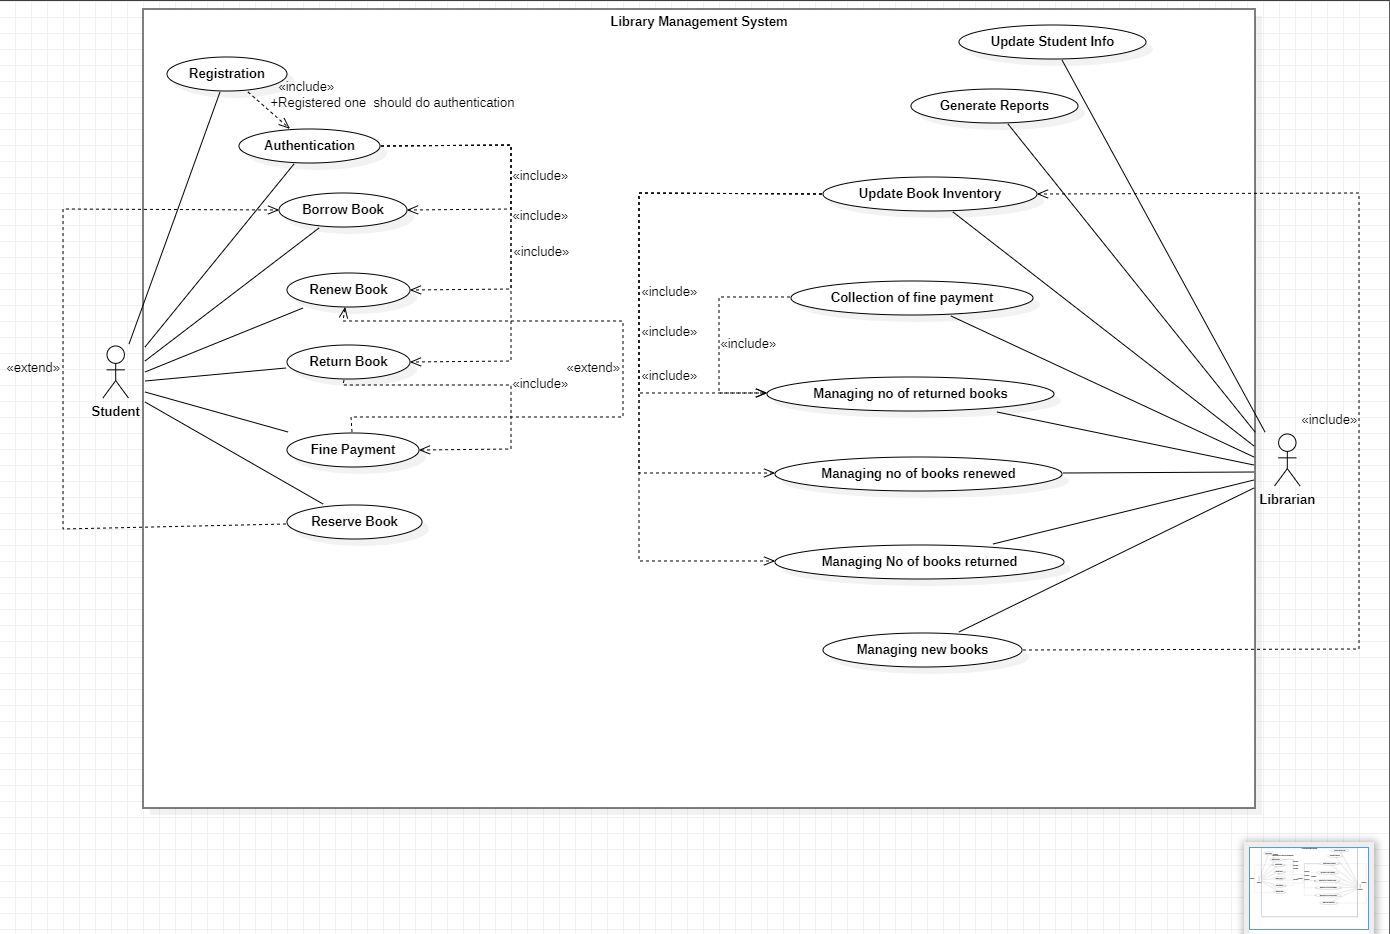 Library Management System
Update Student Info
Registration
«include»
+Registered one  should do authentication
Generate Reports
Authentication
«include»
Update Book Inventory
Borrow Book
«include»
«include»
Renew Book
«include»
Collection of fine payment
«include»
«include»
Return Book
«extend»
«extend»
«include»
«include»
Managing no of returned books
Student
«include»
Fine Payment
Managing no of books renewed
Librarian
Reserve Book
Managing No of books returned
Managing new books